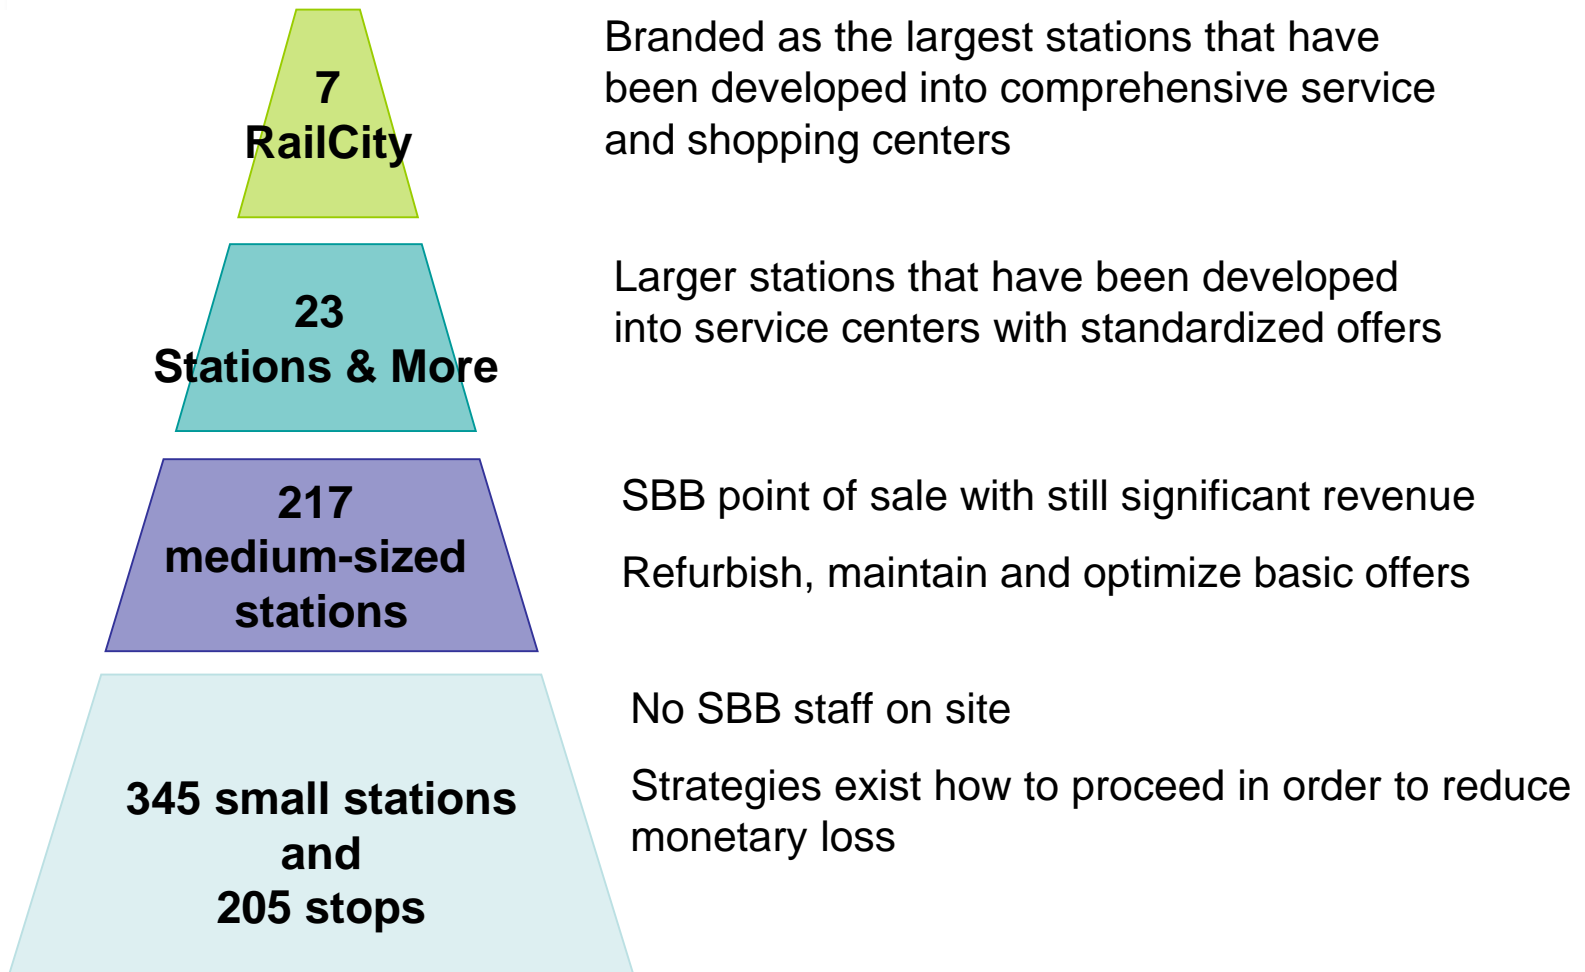 7
RailCity
Branded as the largest stations that have
been developed into comprehensive service
and shopping centers
23
Stations & More
Larger stations that have been developed
into service centers with standardized offers
217
medium-sized
stations
SBB point of sale with still significant revenue
Refurbish, maintain and optimize basic offers
345 small stations
and
205 stops
No SBB staff on site
Strategies exist how to proceed in order to reduce
monetary loss